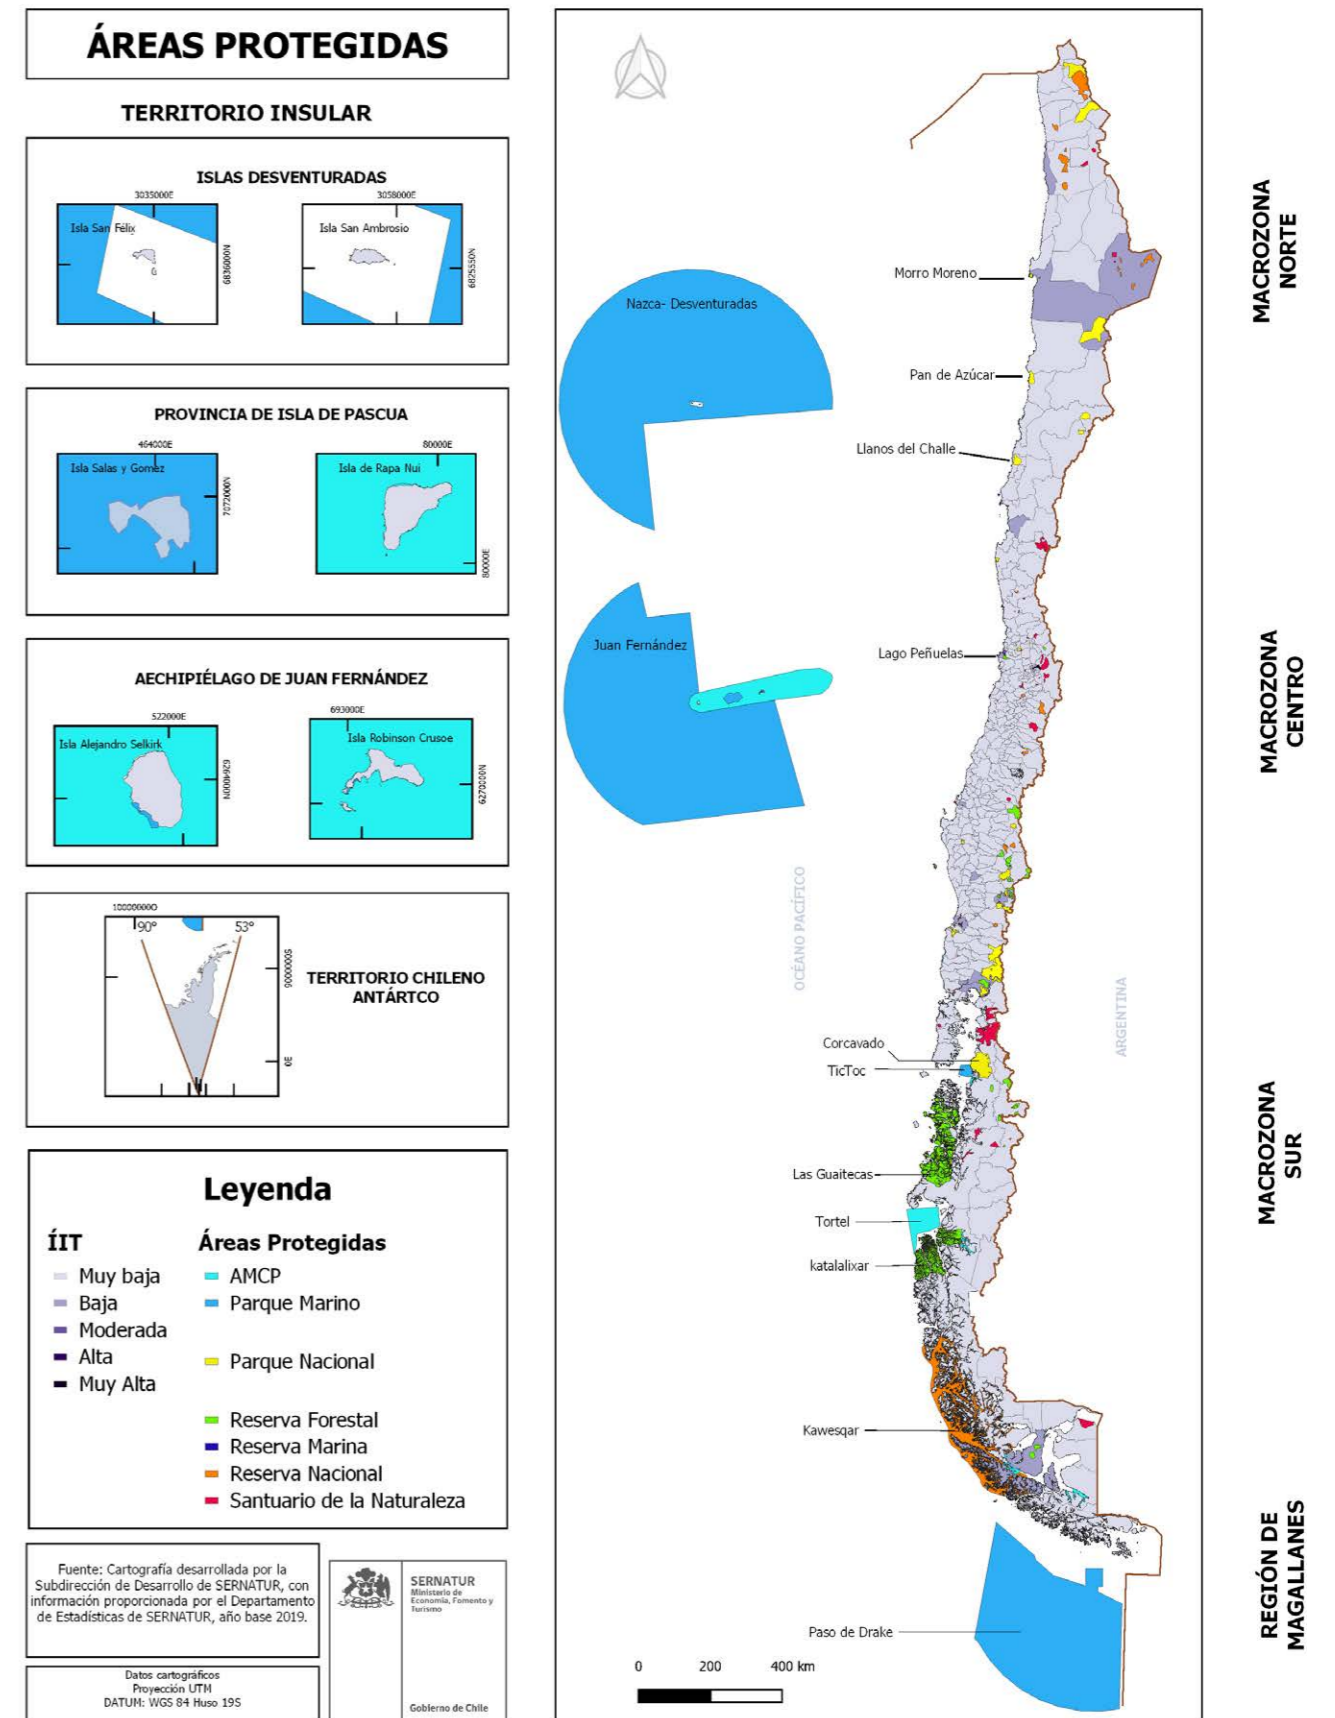 ÁREAS PROTEGIDAS
TERRITORIO INSULAR
ISLAS DESVENTURADAS
3035000E
3058000E
Isla San Félix
Isla San Ambrosio
6836000N
6825550N
PROVINCIA DE ISLA DE PASCUA
464000E
80000E
Isla Salas y Gomez
Isla de Rapa Nui
7072000N
80000E
AECHIPIÉLAGO DE JUAN FERNÁNDEZ
522000E
693000E
Isla Alejandro Selkirk
Isla Robinson Crusoe
6264000N
6270000N
10000000O
90°
53°
9000000S
0E
TERRITORIO CHILENO
ANTÁRTCO
Leyenda
ÍIT
Muy baja
Baja
Moderada
Alta
Muy Alta
Áreas Protegidas
AMCP
Parque Marino
Parque Nacional
Reserva Forestal
Reserva Marina
Reserva Nacional
Santuario de la Naturaleza
Fuente: Cartografía desarrollada por la
Subdirección de Desarrollo de SERNATUR, con
información proporcionada por el Departamento
de Estadísticas de SERNATUR, año base 2019.
Datos cartográficos
Proyección UTM
DATUM: WGS 84 Huso 19S
SERNATUR
Ministerio de
Economía, Fomento y
Turismo
Gobierno de Chile
Nazca- Desventuradas
Juan Fernández
Morro Moreno
Pan de Azúcar
Llanos del Challe
Lago Peñuelas
OCÉANO PACÍFICO
ARGENTINA
Corcavado
TicToc
Las Guaitecas
Tortel
katalalixar
Kawesqar
Paso de Drake
0 200 400 km
MACROZONA
NORTE
MACROZONA
CENTRO
MACROZONA
SUR
REGIÓN DE
MAGALLANES